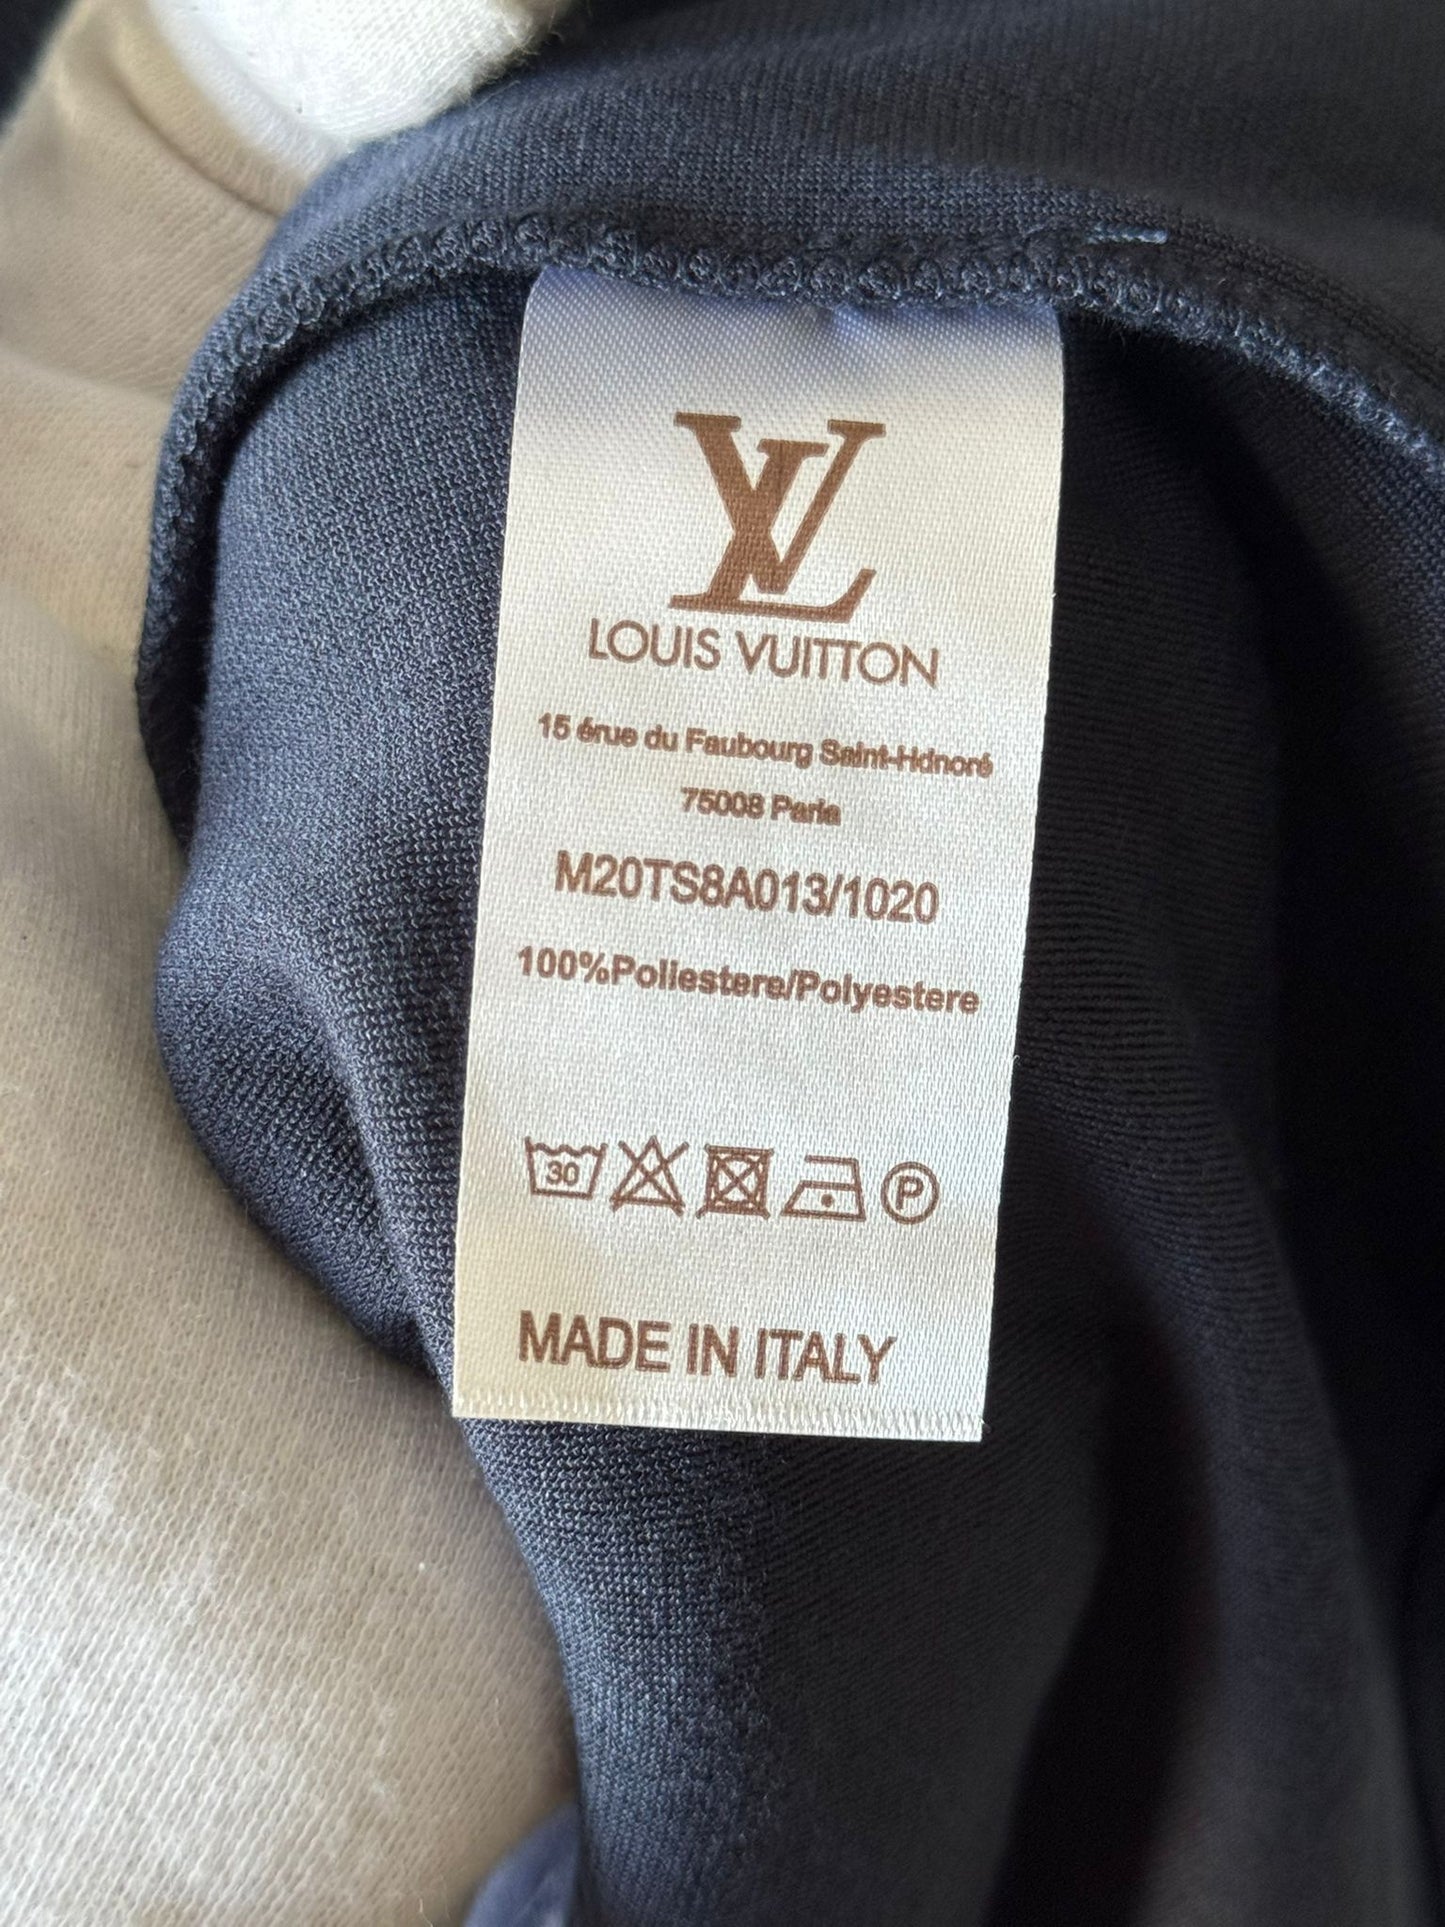 LV
LOUIS VUITTON
15 érue du Faubourg Saint-Hdnoré
75008 Paria
M20TS8A013/1020
100%Poliestere/Polyestere
30
P
MADE IN ITALY